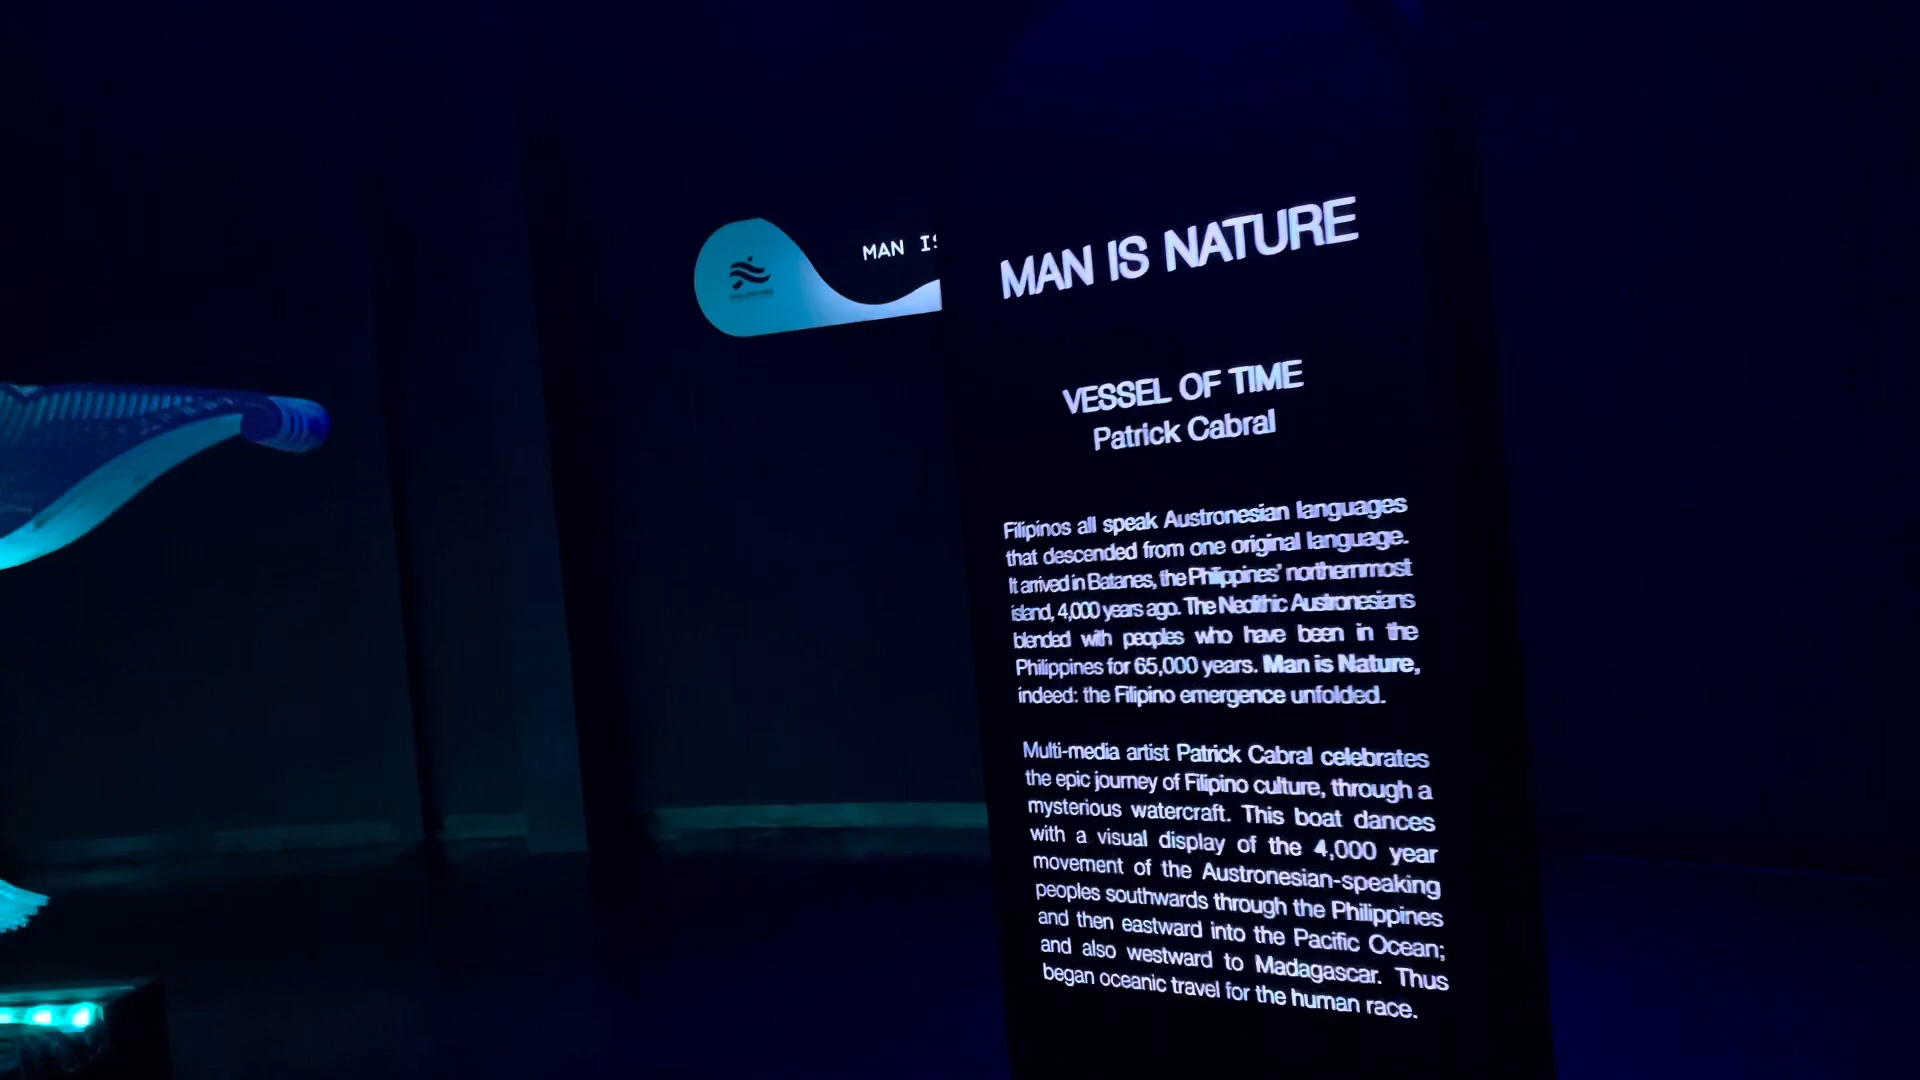 MAN IS
MAN IS NATURE
VESSEL OF TIME
Patrick Cabral
Filipinos all speak Austronesian languages
that descended from one original language.
It arrived in Batanes, the Philippines' northernmost
island, 4,000 years ago. The Neolithic Austronesians
blended with peoples who have been in the
Philippines for 65,000 years. Man is Nature,
indeed: the Filipino emergence unfolded.
Multi-media artist Patrick Cabral celebrates
the epic journey of Filipino culture, through a
mysterious watercraft. This boat dances
with a visual display of the 4,000 year
movement of the Austronesian-speaking
peoples southwards through the Philippines
and then eastward into the Pacific Ocean;
and also westward to Madagascar. Thus
began oceanic travel for the human race.